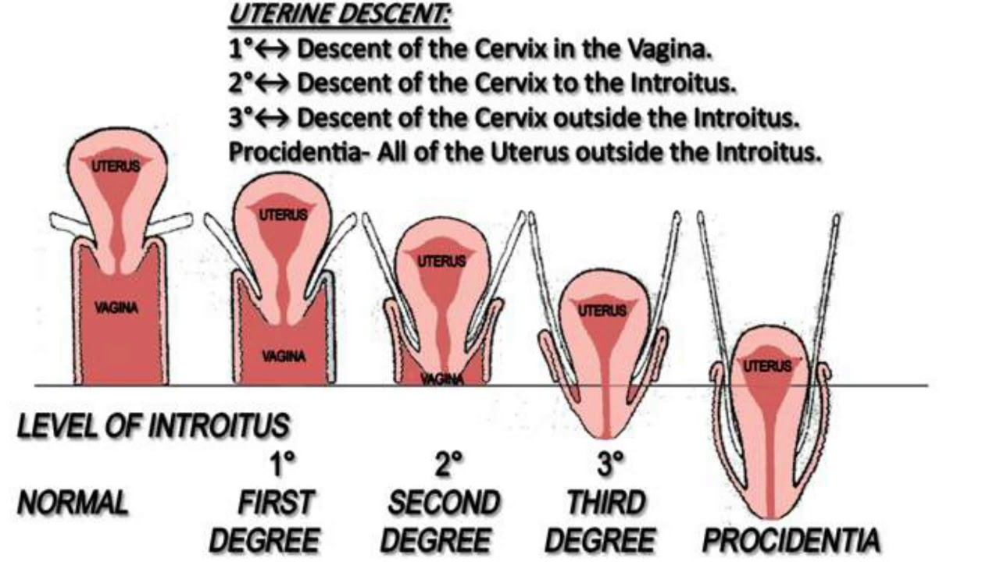 UTERINE DESCENT:
1°↔ Descent of the Cervix in the Vagina.
2°↔ Descent of the Cervix to the Introitus.
3°↔ Descent of the Cervix outside the Introitus.
Procidentia- All of the Uterus outside the Introitus.
UTERUS
VAGINA
UTERUS
VAGINA
UTERUS
VAGINA
UTERUS
UTERUS
LEVEL OF INTROITUS
NORMAL
1°
FIRST
DEGREE
2°
SECOND
DEGREE
3°
THIRD
DEGREE
PROCIDENTIA